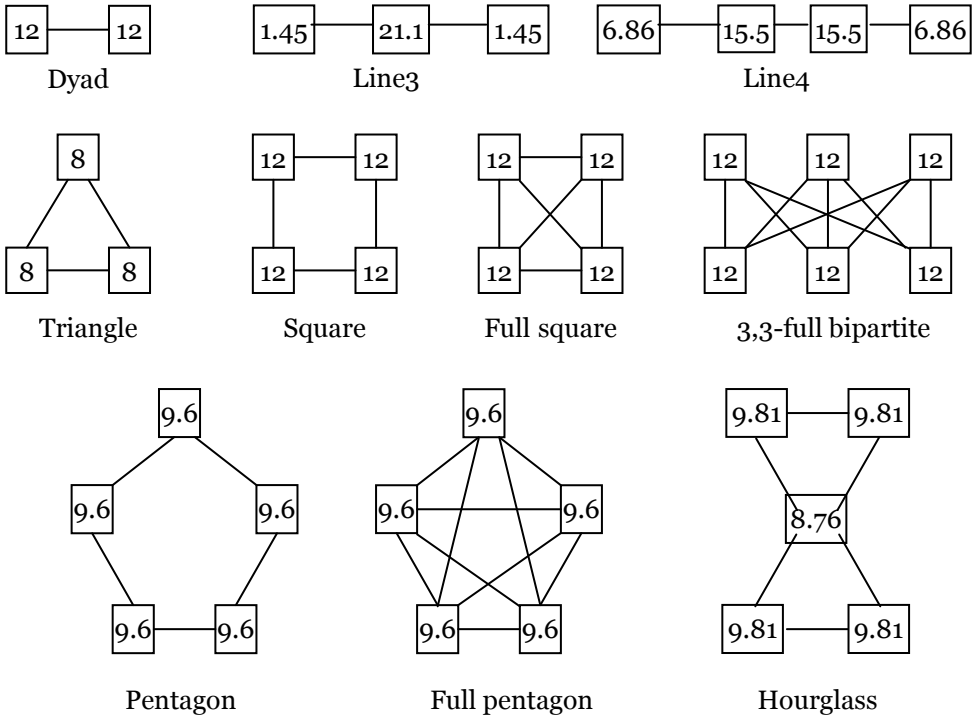 12 12 1.45 21.1 1.45 6.86 15.5 15.5 6.86
Dyad Line3 Line4
8 12 12 12 12 12 12 12
8 8 12 12 12 12 12 12 12
Triangle Square Full square 3,3-full bipartite
9.6 9.6 9.81 9.81
9.6 9.6 9.6 9.6 8.76
9.6 9.6 9.6 9.6 9.81 9.81
Pentagon Full pentagon Hourglass